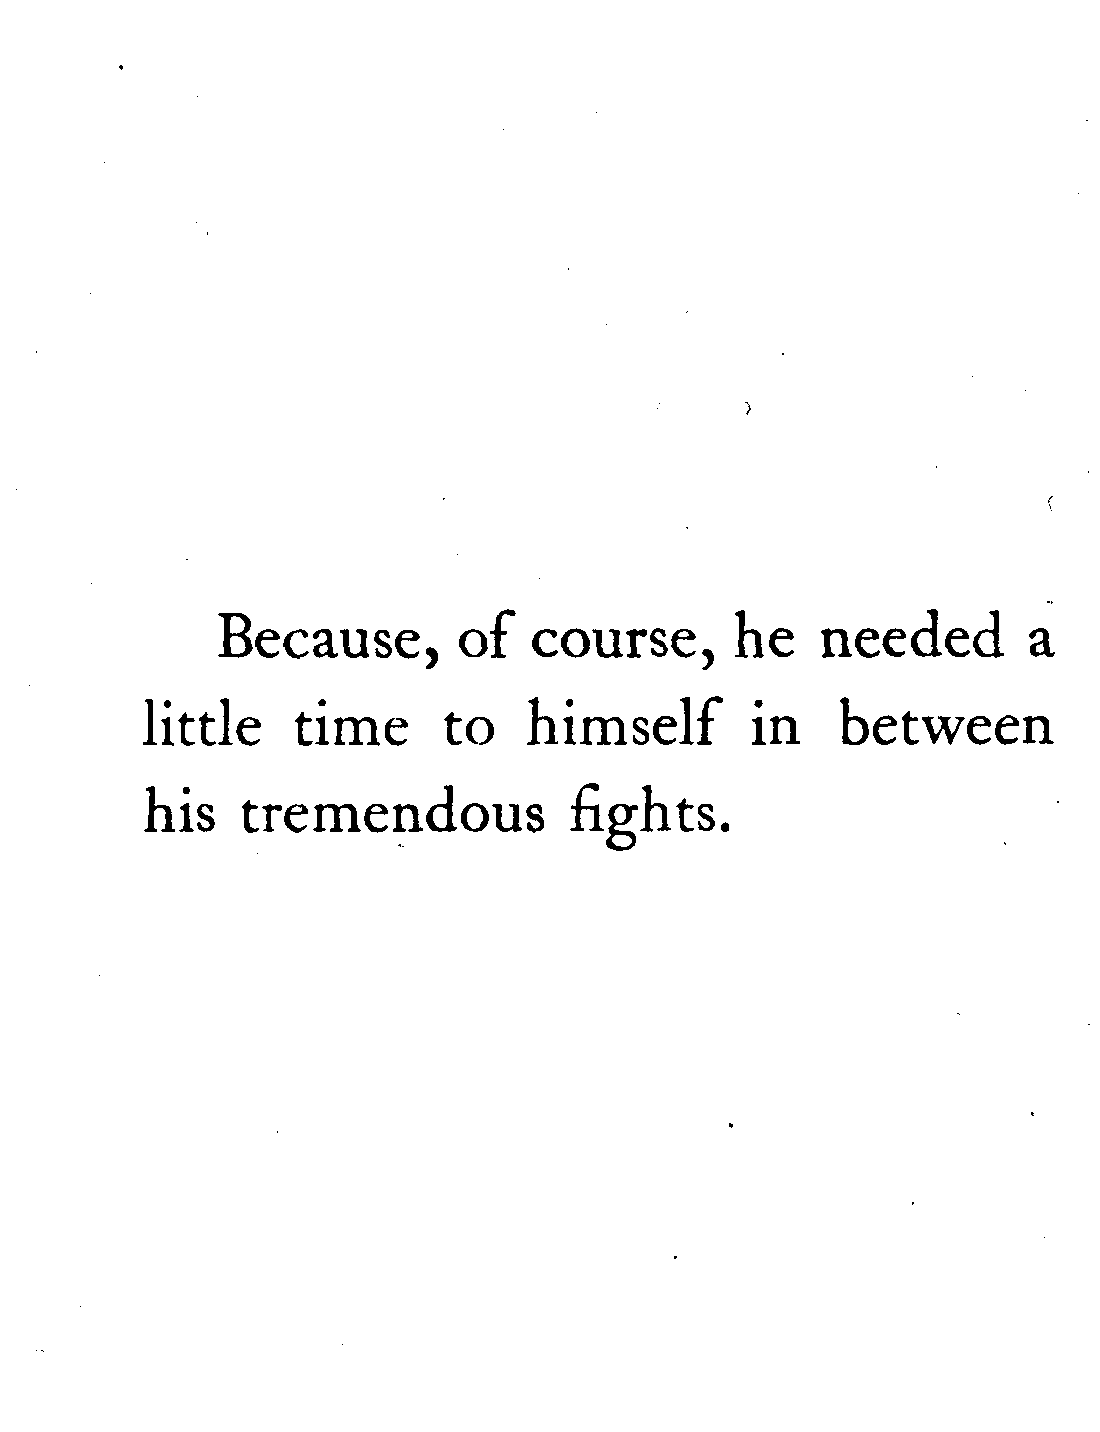 Because, of course, he needed a
little time to himself in between
his tremendous fights.